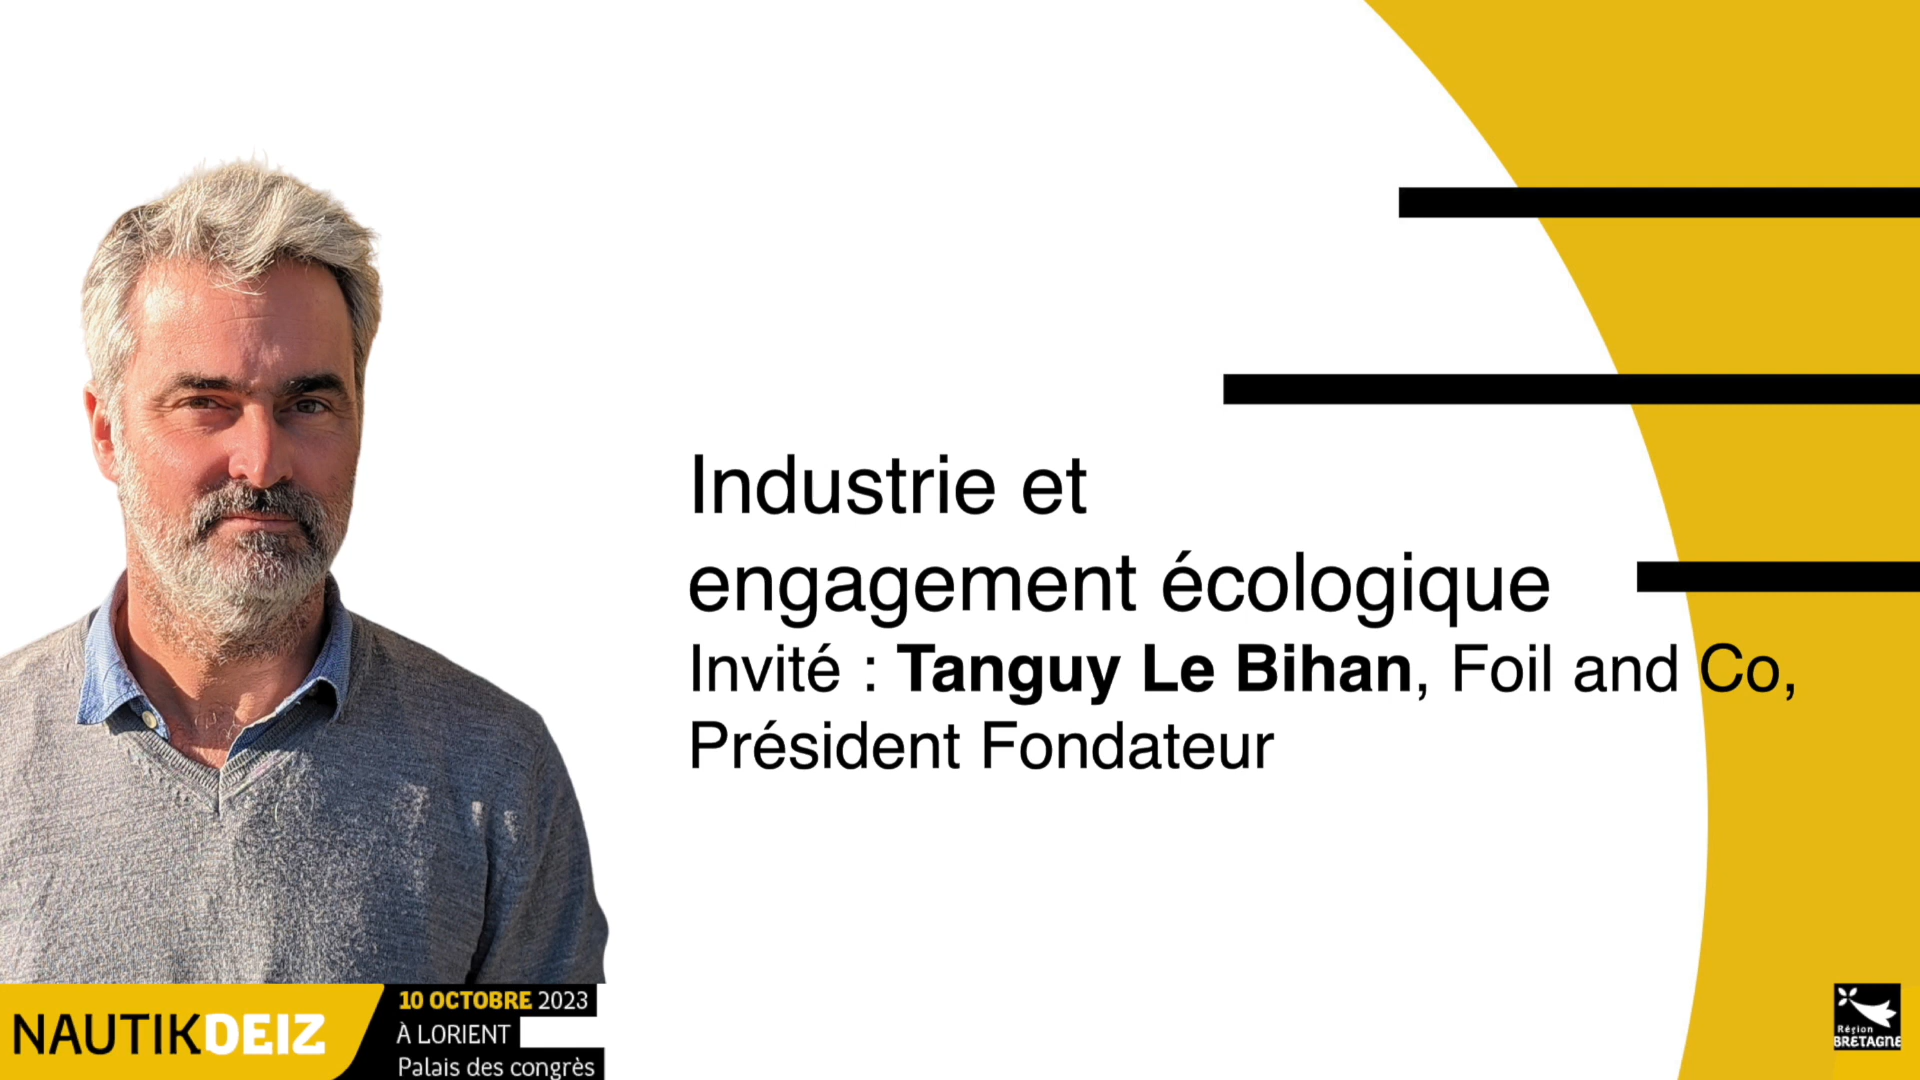 Industrie et
engagement écologique
Invité : Tanguy Le Bihan, Foil and Co,
Président Fondateur
NAUTIKDEIZ
10 OCTOBRE 2023
À LORIENT
Palais des congrès
Région
BRETAGNE